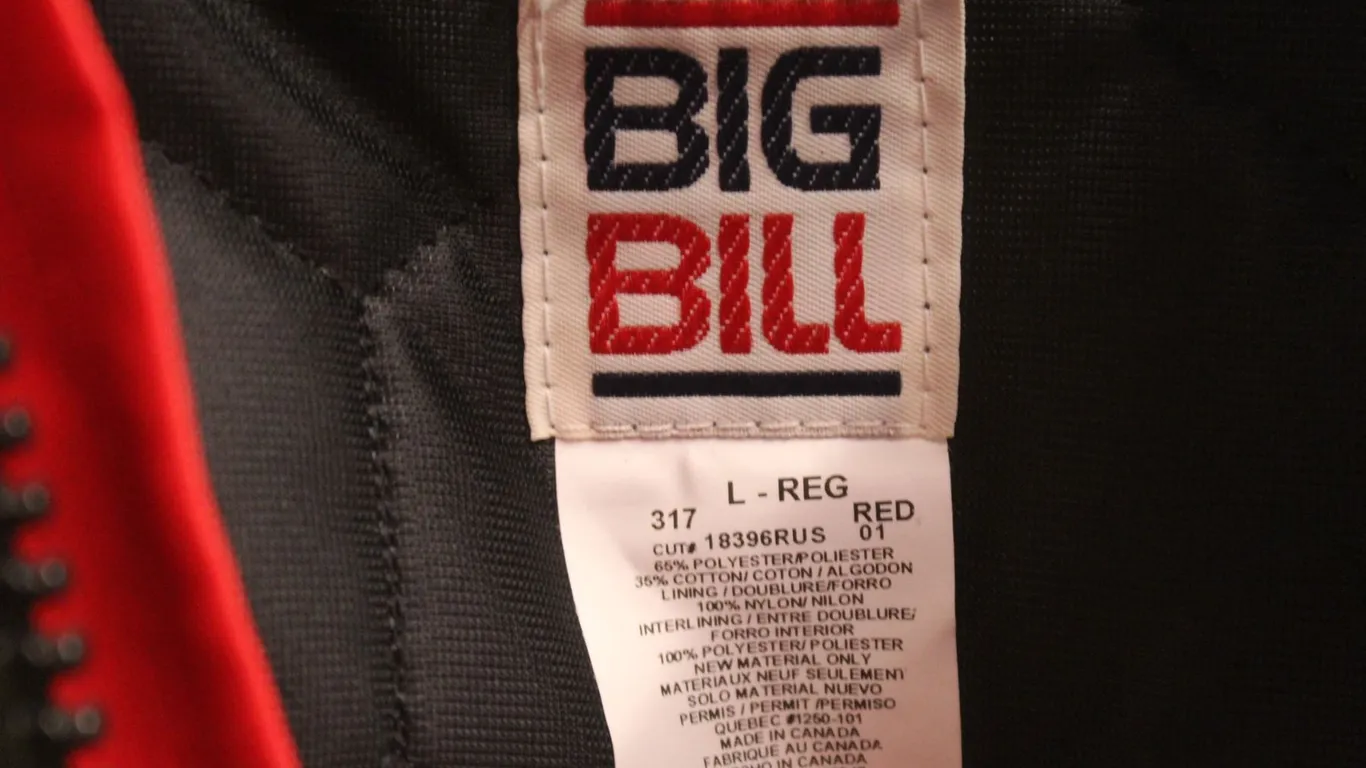 BIG
BILL
L - REG
317 RED
CUT# 18396RUS 01
65% POLYESTER/POLIESTER
35% COTTON/ COTON / ALGODON
LINING / DOUBLURE/FORRO
100% NYLON/ NILON
INTERLINING / ENTRE DOUBLURE/
FORRO INTERIOR
100% POLYESTER/ POLIESTER
NEW MATERIAL ONLY
MATERIAUX NEUF SEULEMENT
SOLO MATERIAL NUEVO
PERMIS / PERMIT /PERMISO
QUEBEC #1250-101
MADE IN CANADA
FABRIQUE AU CANADA
IN CANADA